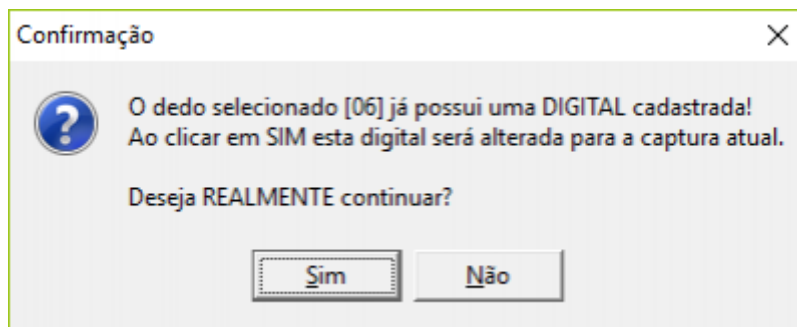 Confirmação
O dedo selecionado [06] já possui uma DIGITAL cadastrada!
Ao clicar em SIM esta digital será alterada para a captura atual.
Deseja REALMENTE continuar?
Sim
Não